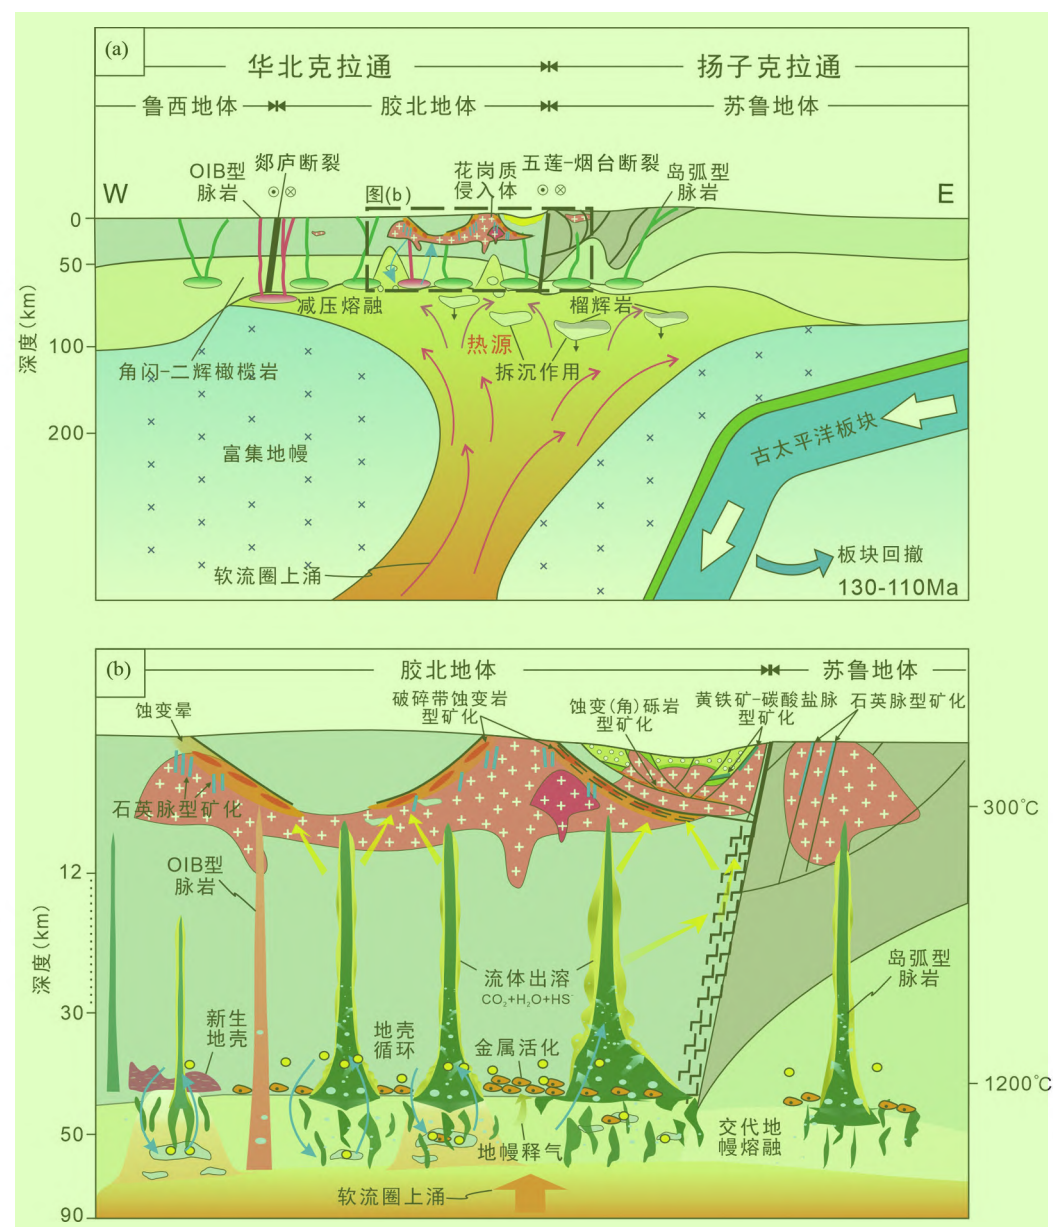 (a)
华北克拉通
扬子克拉通
鲁西地体
胶北地体
苏鲁地体
OIB型
脉岩
郯庐断裂
花岗质
侵入体
五莲-烟台断裂
岛弧型
脉岩
W
图(b)
E
0
50
100
200
深度(km)
减压熔融
榴辉岩
热源
拆沉作用
角闪-二辉橄榄岩
富集地幔
古太平洋板块
软流圈上涌
板块回撤
130-110Ma
(b)
胶北地体
苏鲁地体
蚀变晕
破碎带蚀变岩
型矿化
蚀变(角)砾岩
型矿化
黄铁矿-碳酸盐脉
型矿化
石英脉型矿化
石英脉型矿化
300℃
OIB型
脉岩
12
深度(km)
流体出溶
CO₂+H₂O+HS
岛弧型
脉岩
30
新生
地壳
地壳
循环
金属活化
1200℃
50
地幔释气
交代地
幔熔融
软流圈上涌
90